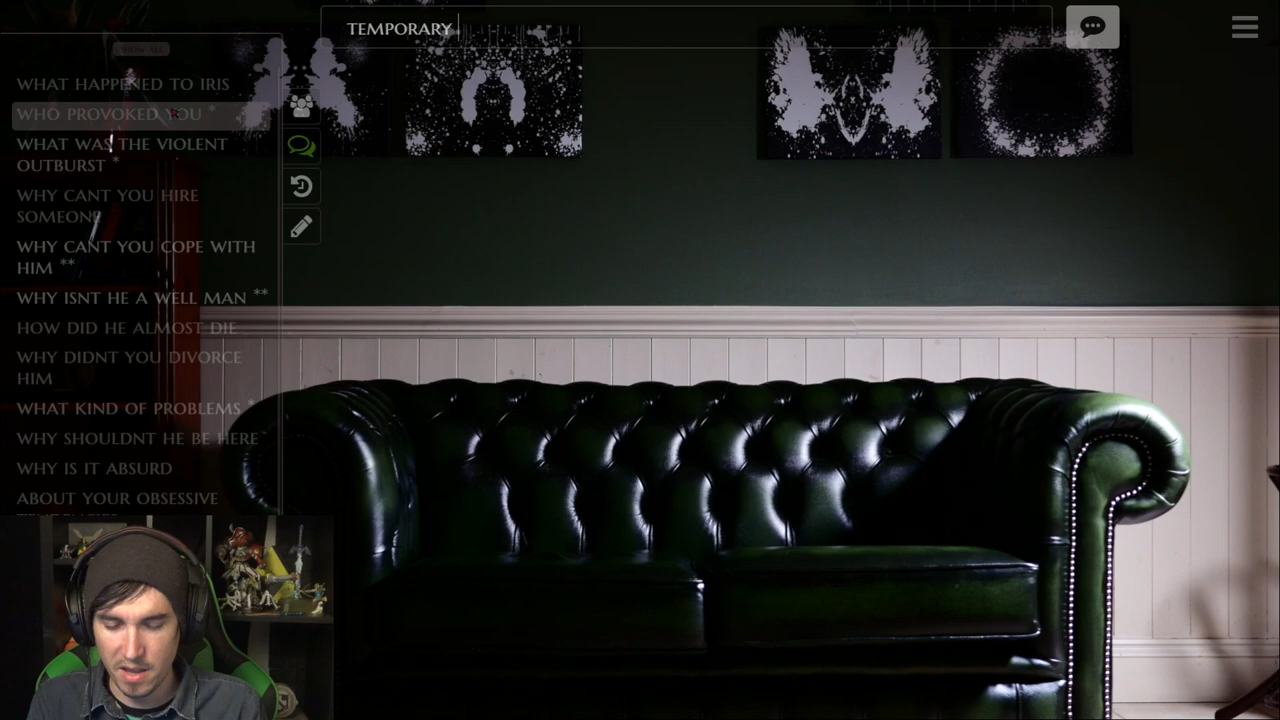 TEMPORARY
SHOW ALL
WHAT HAPPENED TO IRIS
WHO PROVOKED YOU *
WHAT WAS THE VIOLENT
OUTBURST *
WHY CANT YOU HIRE
SOMEONE
WHY CANT YOU COPE WITH
HIM **
WHY ISNT HE A WELL MAN **
HOW DID HE ALMOST DIE
WHY DIDNT YOU DIVORCE
HIM
WHAT KIND OF PROBLEMS *
WHY SHOULDNT HE BE HERE
WHY IS IT ABSURD
ABOUT YOUR OBSESSIVE